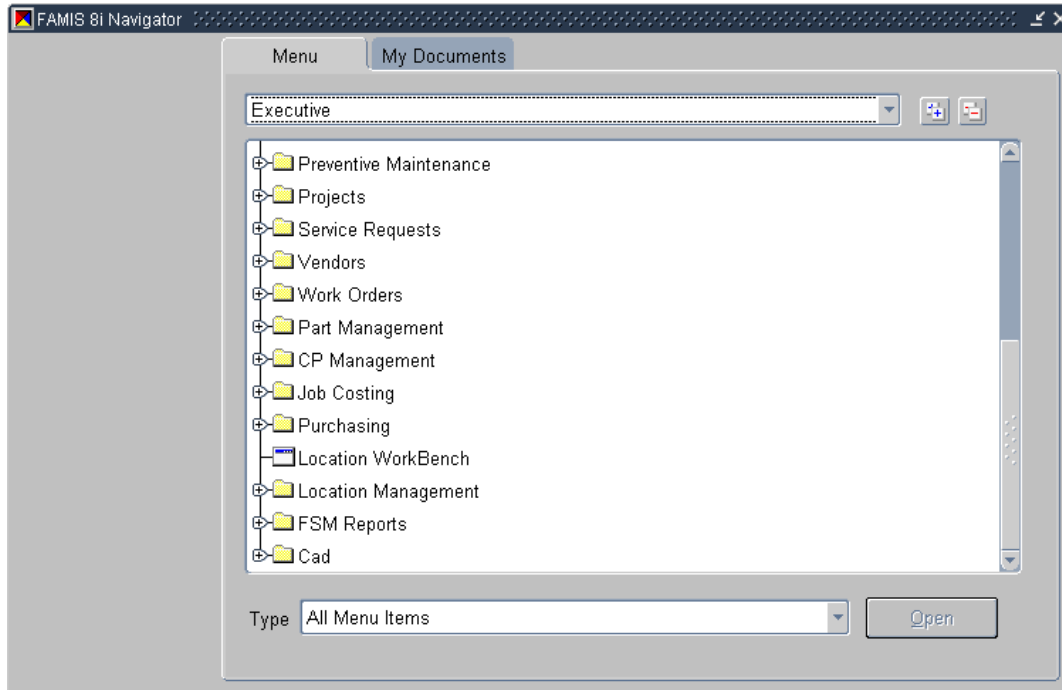 FAMIS 8i Navigator
Menu
My Documents
Executive
Preventive Maintenance
Projects
Service Requests
Vendors
Work Orders
Part Management
CP Management
Job Costing
Purchasing
Location WorkBench
Location Management
FSM Reports
Cad
Type All Menu Items Open